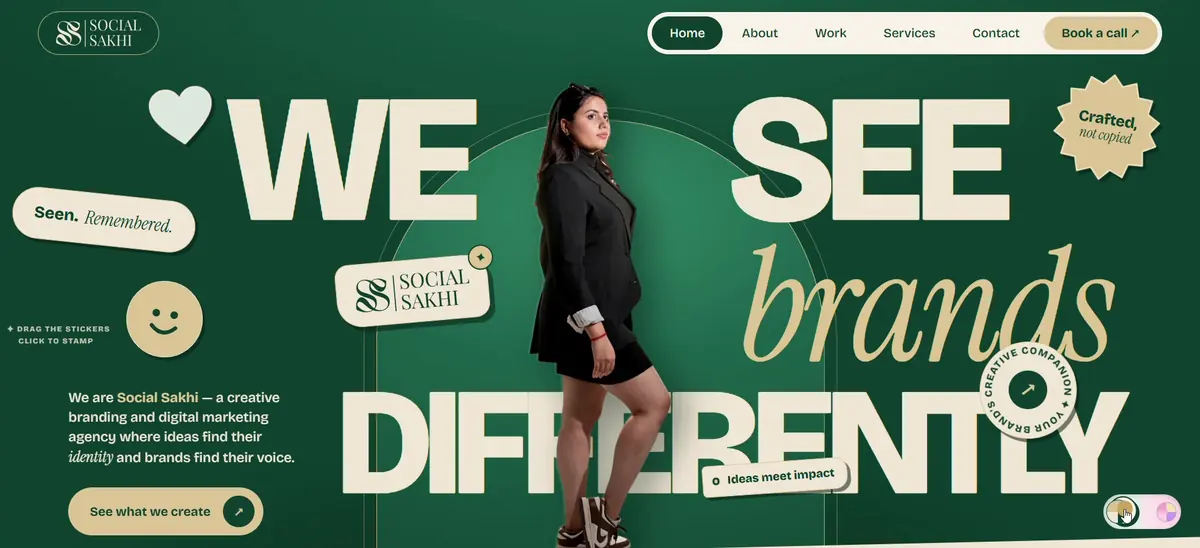 SOCIAL
SAKHI
Home
About
Work
Services
Contact
Book a call ↗
WE SEE
Crafted,
not copied
Seen. Remembered.
SOCIAL
SAKHI
brands
✦ DRAG THE STICKERS
CLICK TO STAMP
YOUR BRAND'S CREATIVE COMPANION ✦
DIFFERENTLY
We are Social Sakhi — a creative
branding and digital marketing
agency where ideas find their
identity and brands find their voice.
Ideas meet impact
See what we create ↗